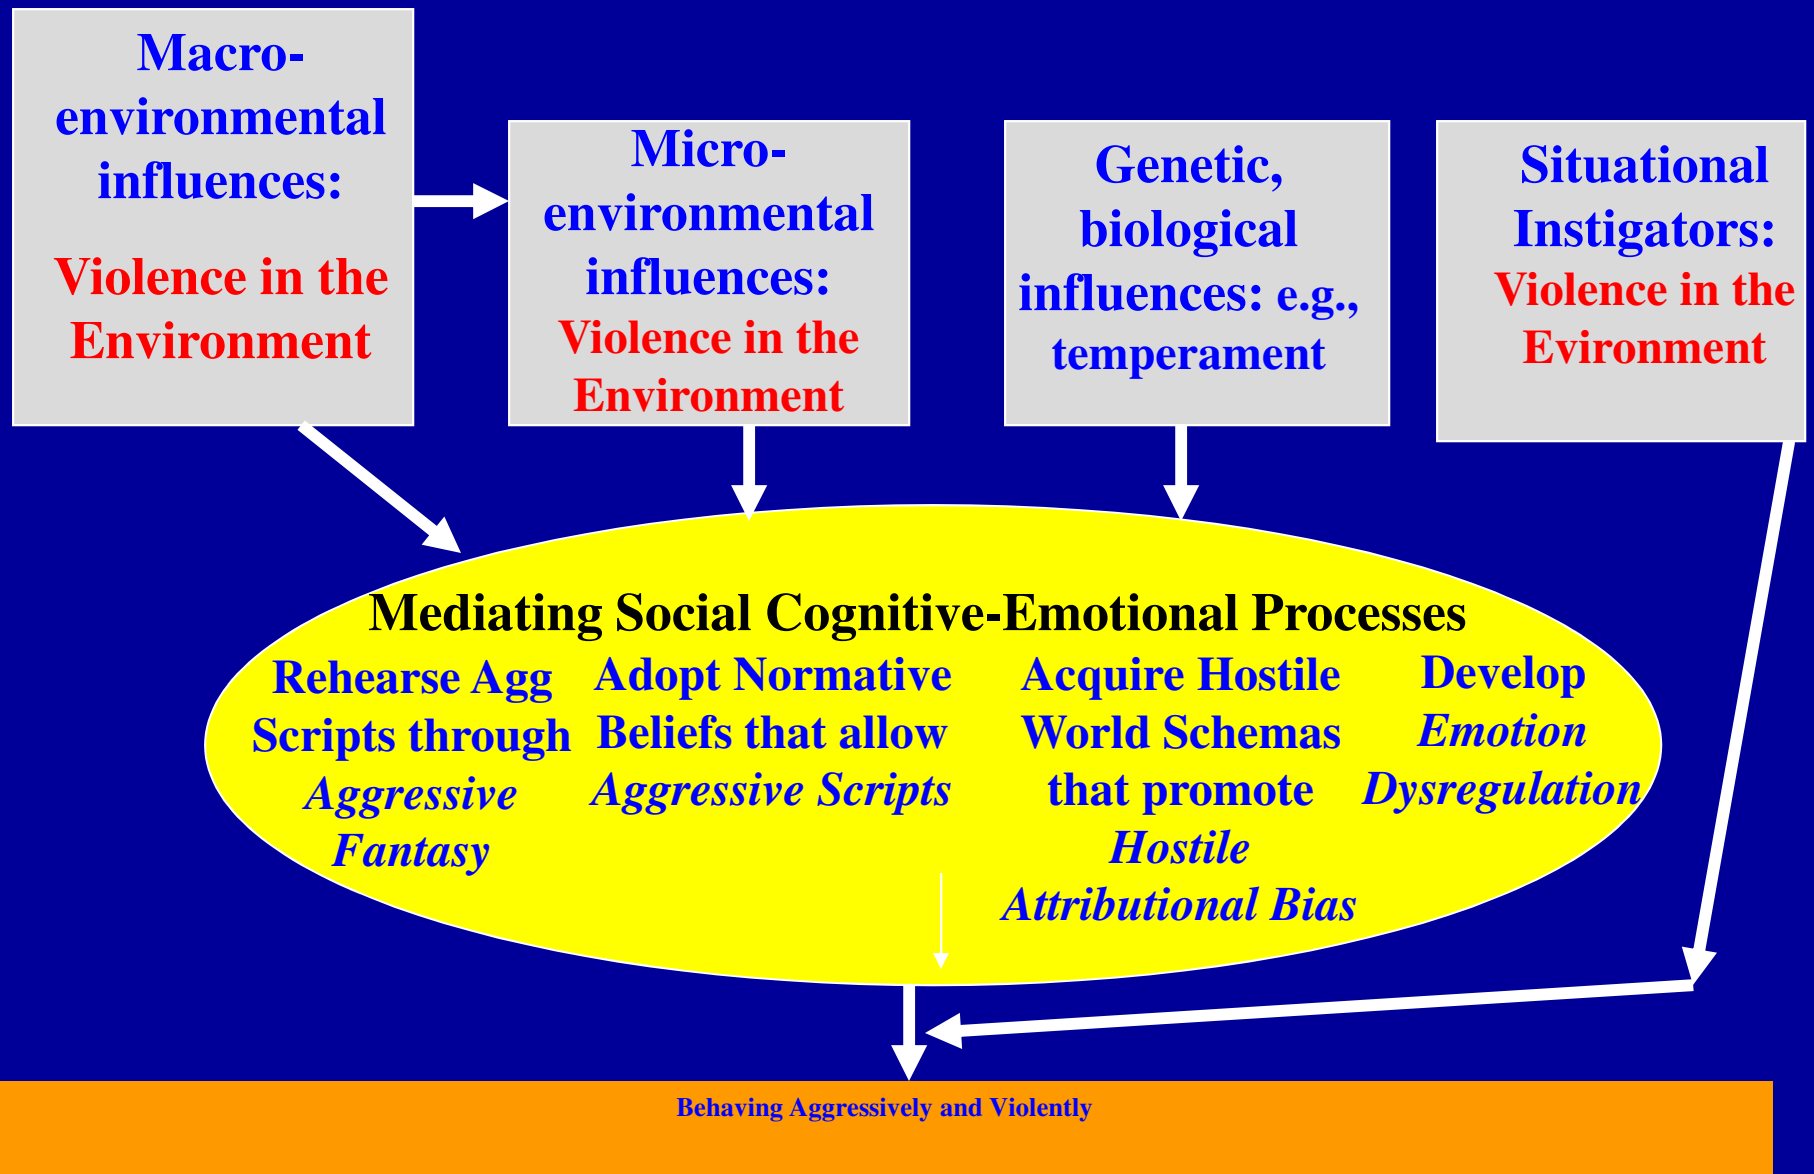 Macro-
environmental
influences:
Violence in the
Environment
Micro-
environmental
influences:
Violence in the
Environment
Genetic,
biological
influences: e.g.,
temperament
Situational
Instigators:
Violence in the
Evironment
Mediating Social Cognitive-Emotional Processes
Rehearse Agg
Scripts through
Aggressive
Fantasy
Adopt Normative
Beliefs that allow
Aggressive Scripts
Acquire Hostile
World Schemas
that promote
Hostile
Attributional Bias
Develop
Emotion
Dysregulation
Behaving Aggressively and Violently